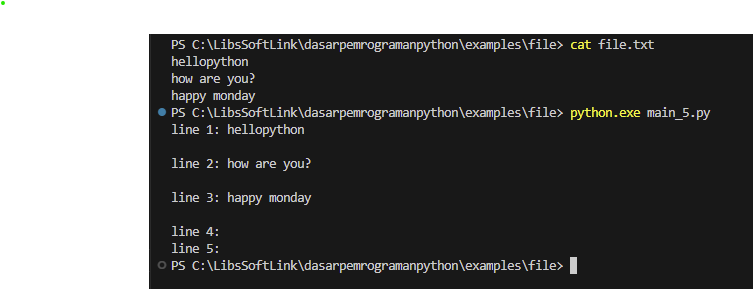 PS C:\LibsSoftLink\dasarpemrogramanpython\examples\file> cat file.txt
hellopython
how are you?
happy monday
PS C:\LibsSoftLink\dasarpemrogramanpython\examples\file> python.exe main_5.py
line 1: hellopython
line 2: how are you?
line 3: happy monday
line 4:
line 5:
PS C:\LibsSoftLink\dasarpemrogramanpython\examples\file>